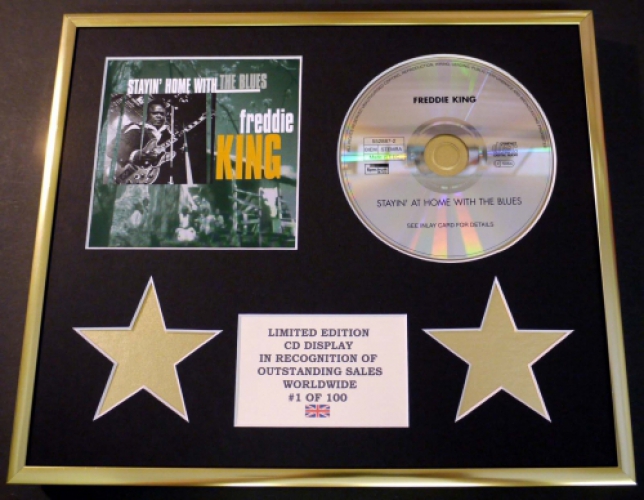 STAYIN' HOME WITH THE BLUES
freddie
KING
FREDDIE KING
STAYIN' AT HOME WITH THE BLUES
SEE INLAY CARD FOR DETAILS
LIMITED EDITION
CD DISPLAY
IN RECOGNITION OF
OUTSTANDING SALES
WORLDWIDE
#1 OF 100